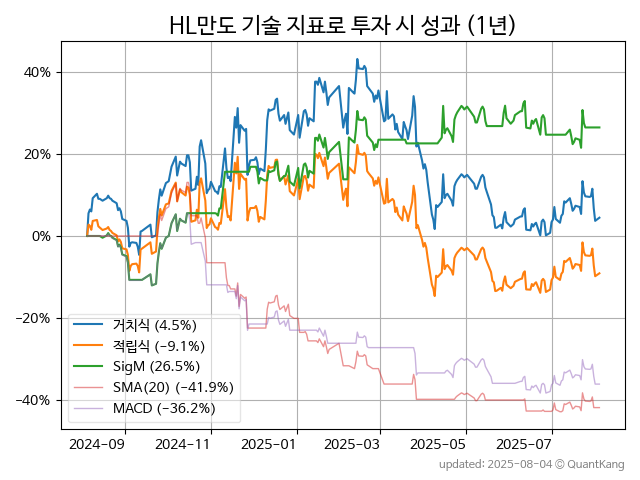 HL만도 기술 지표로 투자 시 성과 (1년)
40%
20%
0%
−20%
−40%
거치식 (4.5%)
적립식 (−9.1%)
SigM (26.5%)
SMA(20) (−41.9%)
MACD (−36.2%)
2024-09 2024-11 2025-01 2025-03 2025-05 2025-07
updated: 2025-08-04 © QuantKang